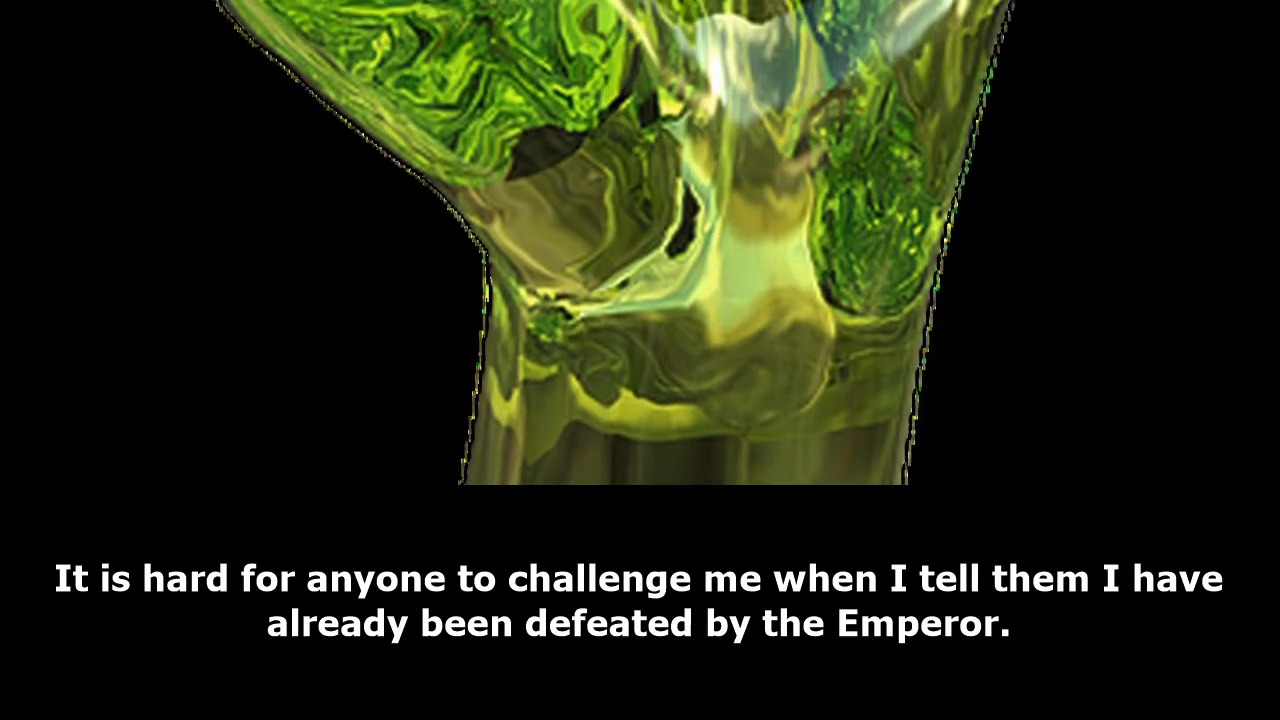 It is hard for anyone to challenge me when I tell them I have
already been defeated by the Emperor.